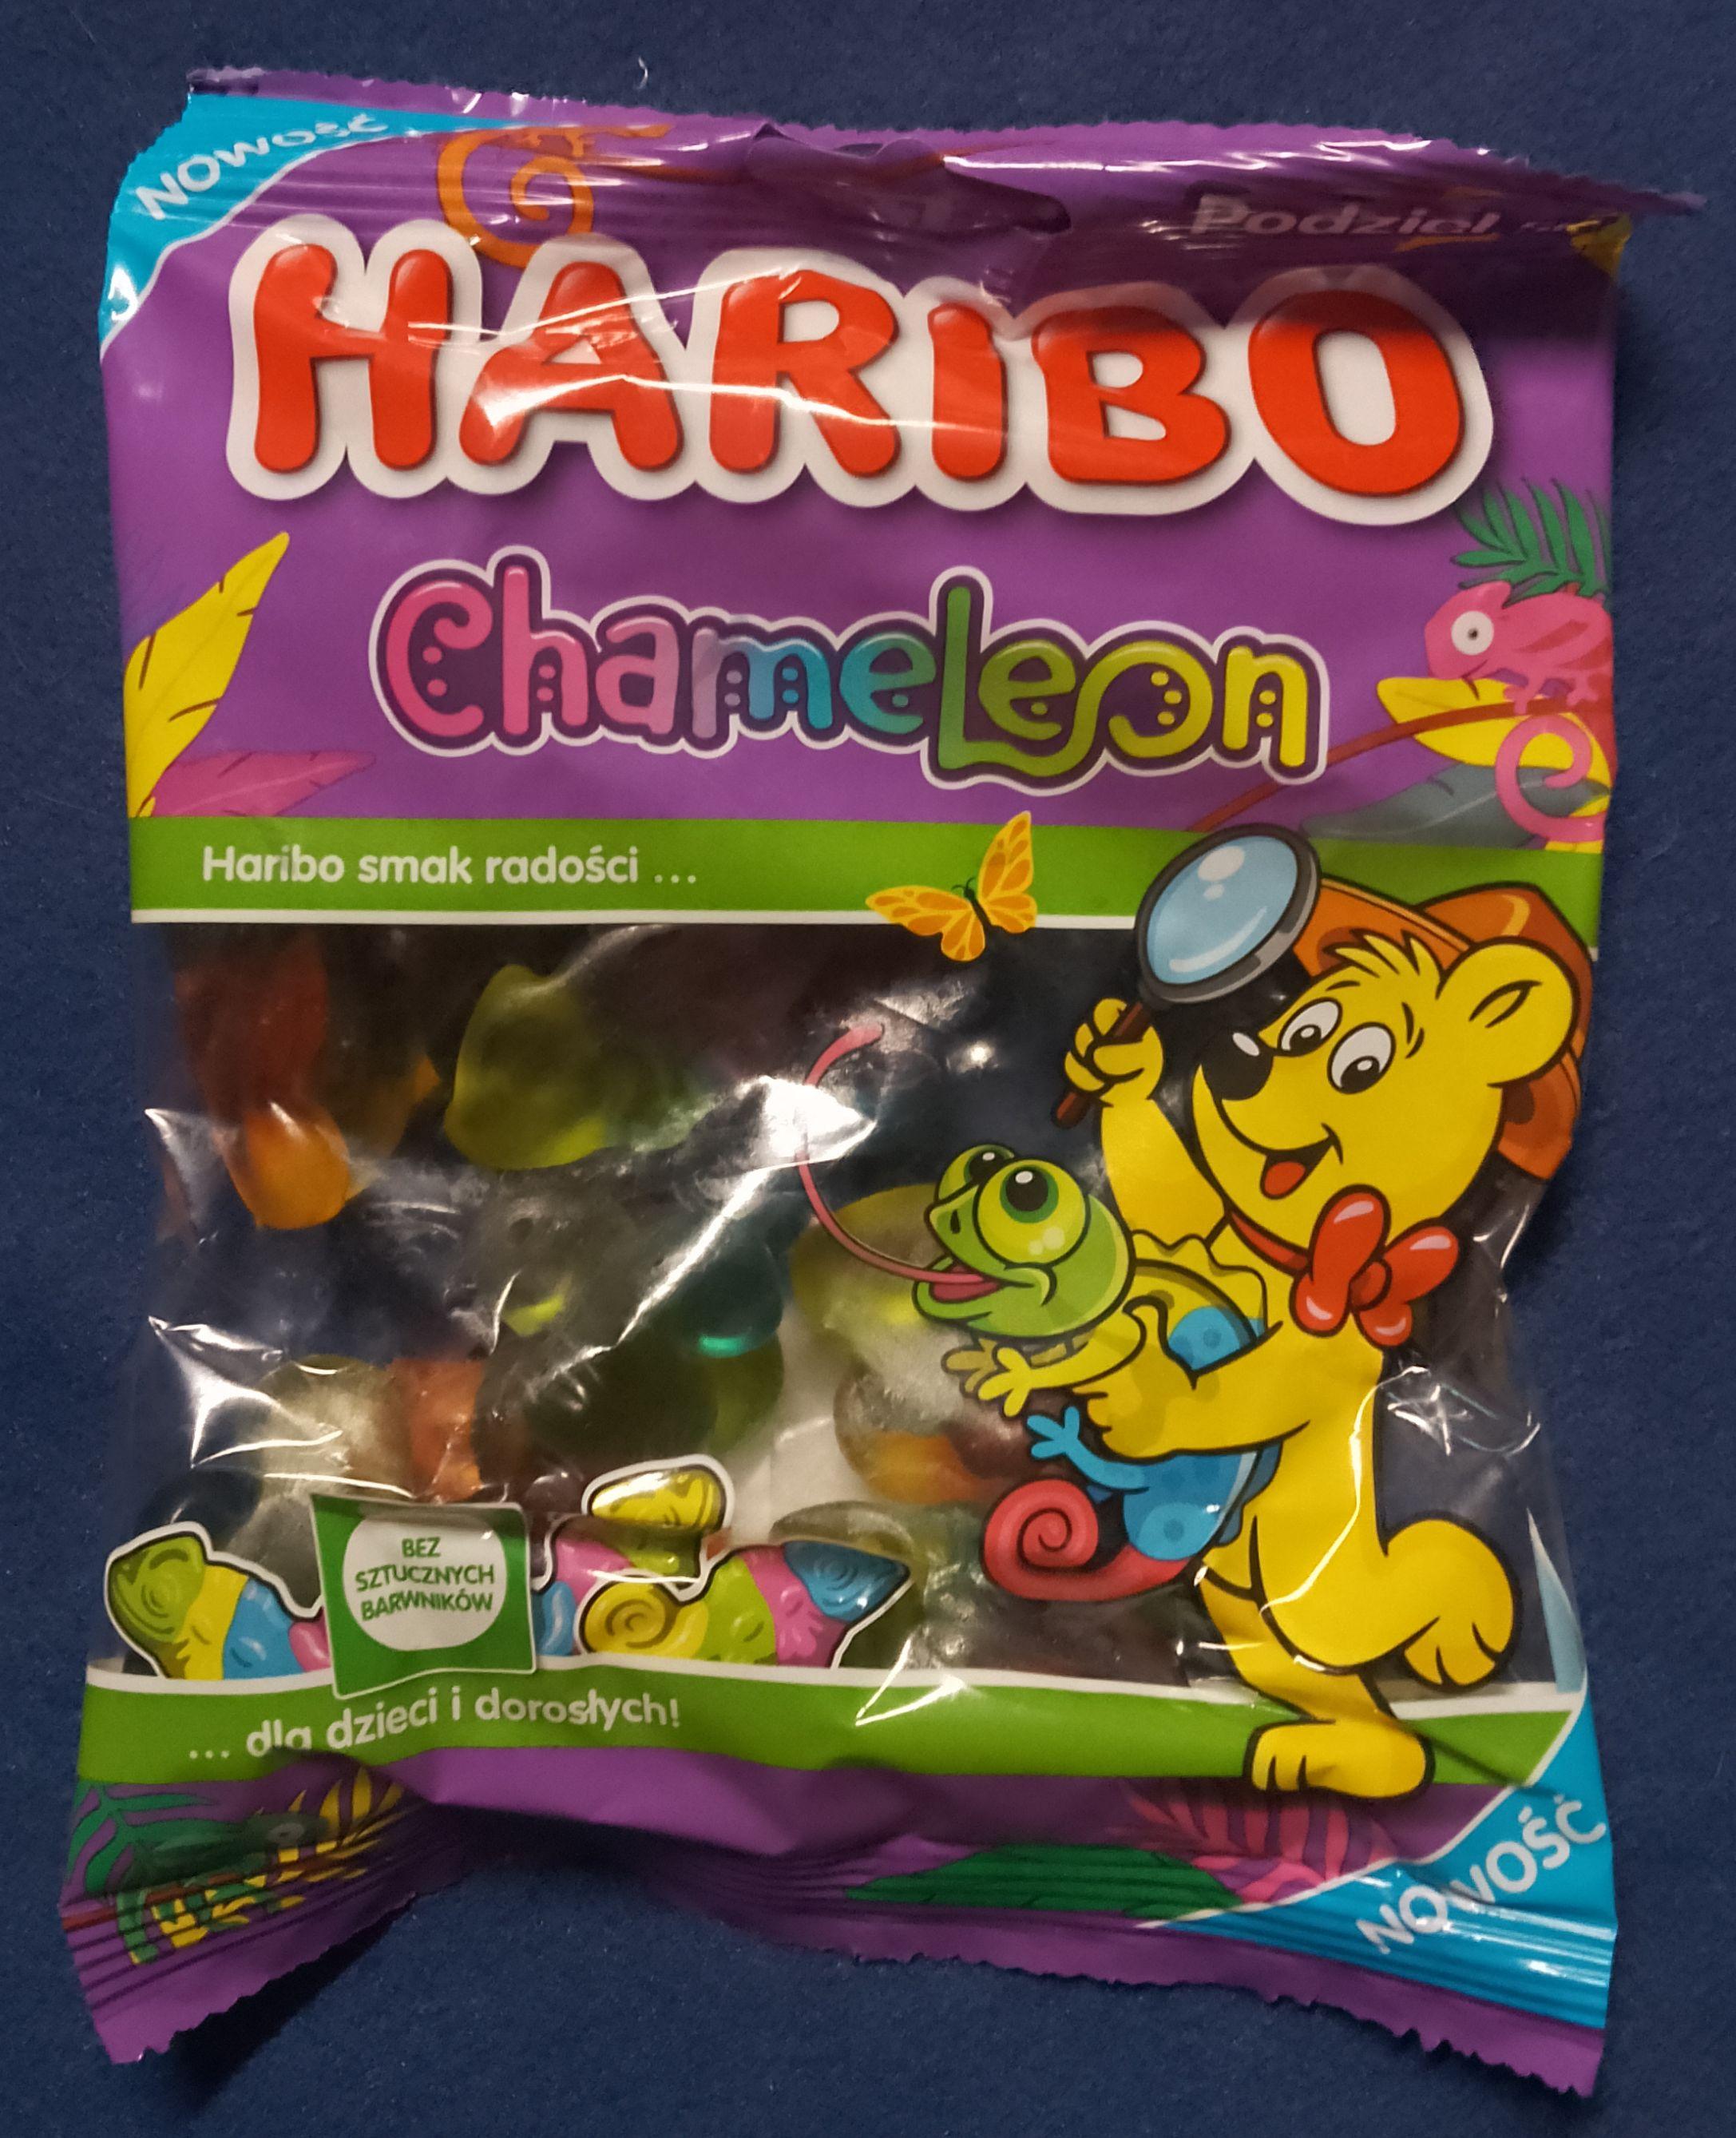 NOWOŚĆ
Podziel
HARIBO
Chameleon
Haribo smak radości ...
BEZ
SZTUCZNYCH
BARWNIKÓW
... dla dzieci i dorosłych!
NOWOŚĆ